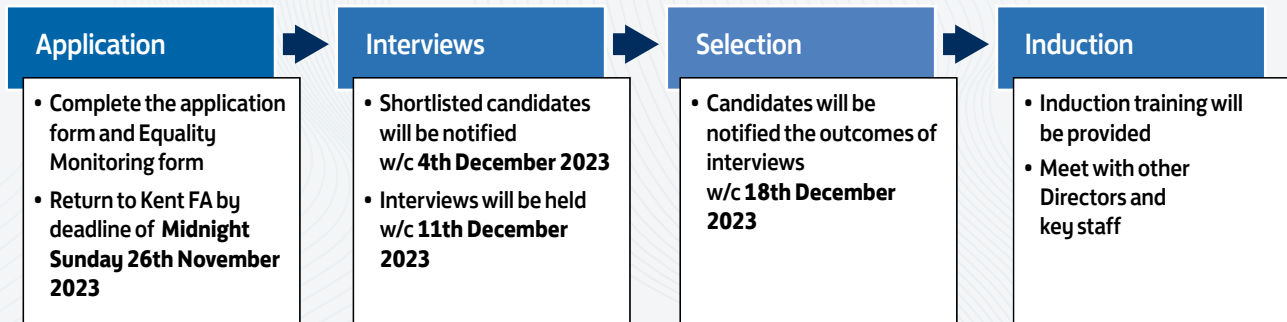 Application
• Complete the application
form and Equality
Monitoring form
• Return to Kent FA by
deadline of Midnight
Sunday 26th November
2023
Interviews
• Shortlisted candidates
will be notified
w/c 4th December 2023
• Interviews will be held
w/c 11th December
2023
Selection
• Candidates will be
notified the outcomes of
interviews
w/c 18th December
2023
Induction
• Induction training will
be provided
• Meet with other
Directors and
key staff